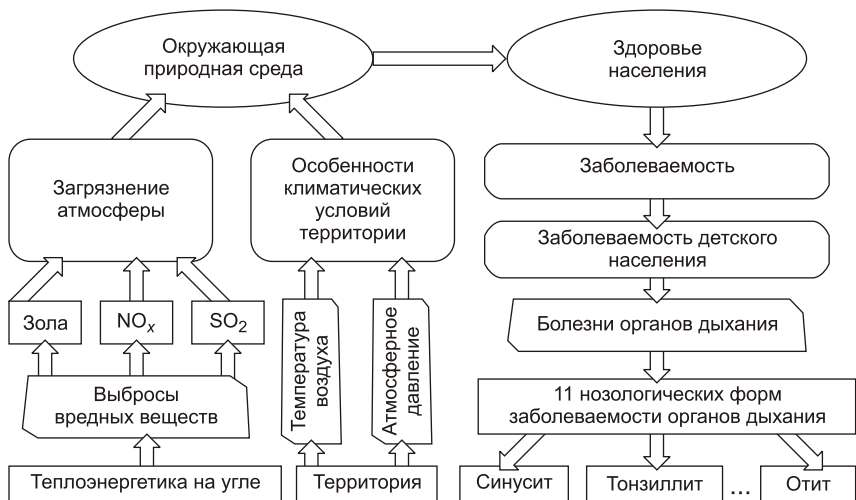 Окружающая
природная среда
Здоровье
населения
Загрязнение
атмосферы
Особенности
климатических
условий
территории
Заболеваемость
Заболеваемость детского
населения
Зола
NOx
SO2
Температура
воздуха
Атмосферное
давление
Болезни органов дыхания
Выбросы
вредных веществ
11 нозологических форм
заболеваемости органов дыхания
Теплоэнергетика на угле
Территория
Синусит
Тонзиллит
...
Отит